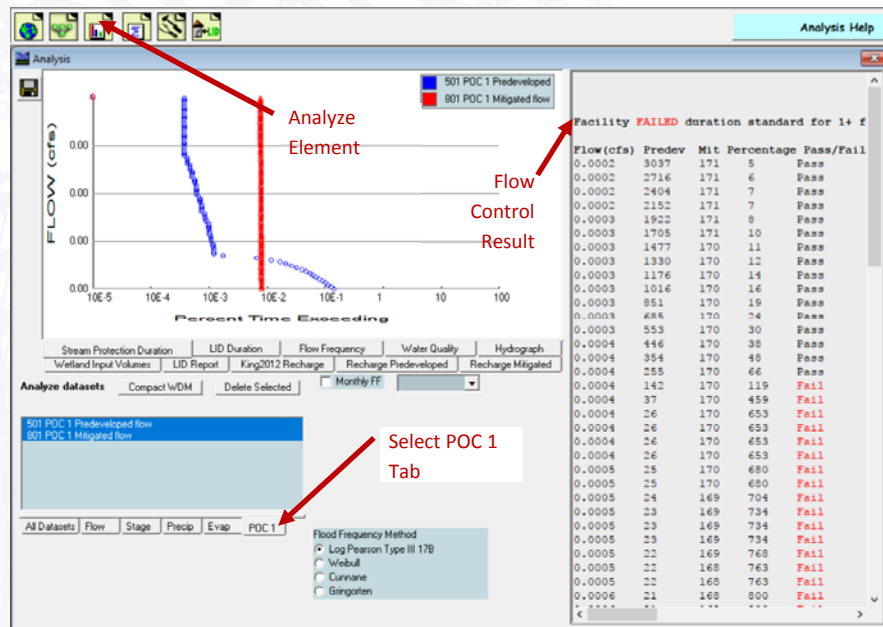 LID
Analysis Help
Analysis
501 POC 1 Predeveloped
801 POC 1 Mitigated flow
Analyze
Element
FLOW (cfs)
0.00
0.00
0.00
0.00
10E-5 10E-4 10E-3 10E-2 10E-1 1 10 100
Percent Time Exceeding
Stream Protection Duration LID Duration Flow Frequency Water Quality Hydrograph
Wetland Input Volumes LID Report King2012 Recharge Recharge Predeveloped Recharge Mitigated
Analyze datasets Compact WDM Delete Selected Monthly FF
501 POC 1 Predeveloped flow
801 POC 1 Mitigated flow
Select POC 1
Tab
All Datasets Flow Stage Precip Evap POC 1
Flood Frequency Method
Log Pearson Type III 17B
Weibull
Cunnane
Gringorten
Flow
Control
Result
Facility FAILED duration standard for 1+ f
Flow(cfs) Predev Mit Percentage Pass/Fail
0.0002 3037 171 5 Pass
0.0002 2716 171 6 Pass
0.0002 2404 171 7 Pass
0.0002 2152 171 7 Pass
0.0003 1922 171 8 Pass
0.0003 1705 171 10 Pass
0.0003 1477 170 11 Pass
0.0003 1330 170 12 Pass
0.0003 1176 170 14 Pass
0.0003 1016 170 16 Pass
0.0003 851 170 19 Pass
0.0003 685 170 24 Pass
0.0003 553 170 30 Pass
0.0004 446 170 38 Pass
0.0004 354 170 48 Pass
0.0004 255 170 66 Pass
0.0004 142 170 119 Fail
0.0004 37 170 459 Fail
0.0004 26 170 653 Fail
0.0004 26 170 653 Fail
0.0004 26 170 653 Fail
0.0004 26 170 653 Fail
0.0005 25 170 680 Fail
0.0005 25 170 680 Fail
0.0005 24 169 704 Fail
0.0005 23 169 734 Fail
0.0005 23 169 734 Fail
0.0005 23 169 734 Fail
0.0005 22 169 768 Fail
0.0005 22 168 763 Fail
0.0005 22 168 763 Fail
0.0006 21 168 800 Fail